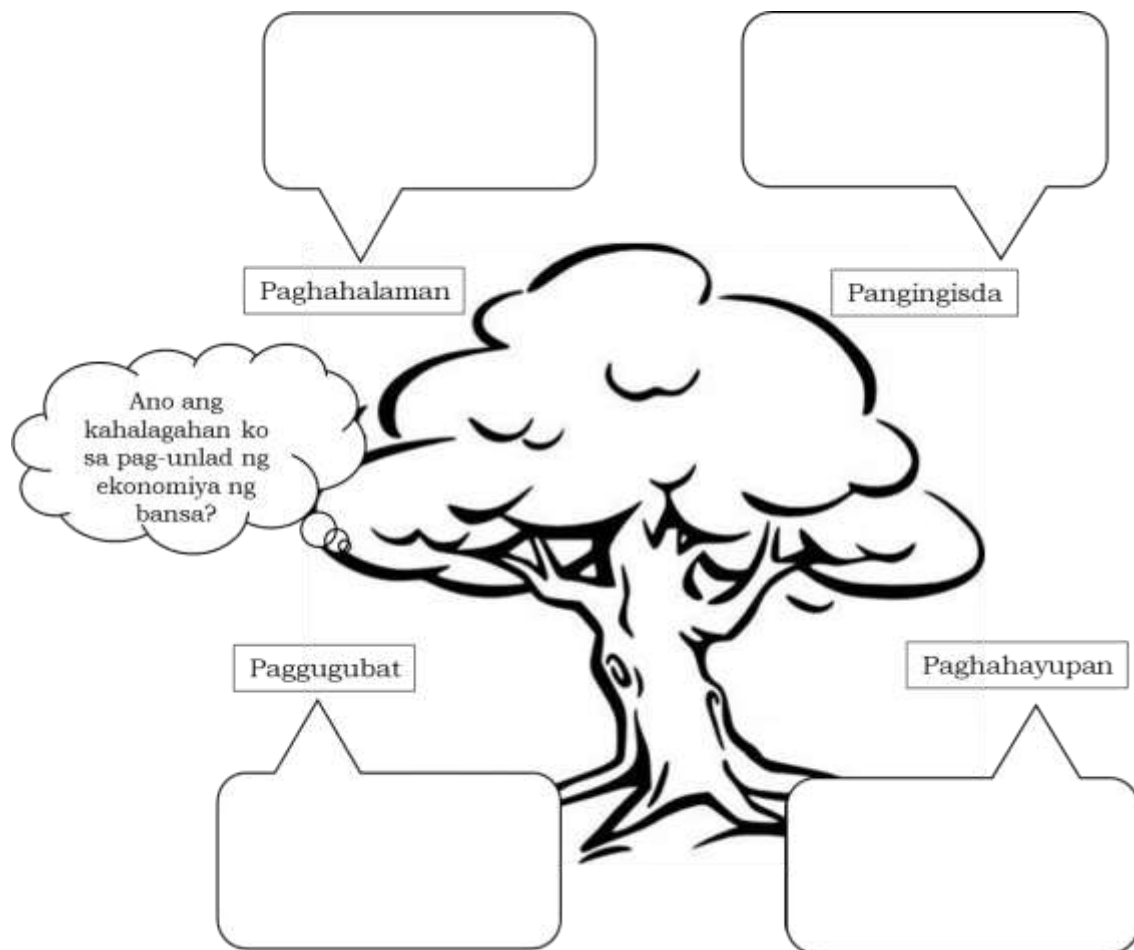 Paghahalaman
Pangingisda
Ano ang
kahalagahan ko
sa pag-unlad ng
ekonomiya ng
bansa?
Paggugubat
Paghahayupan